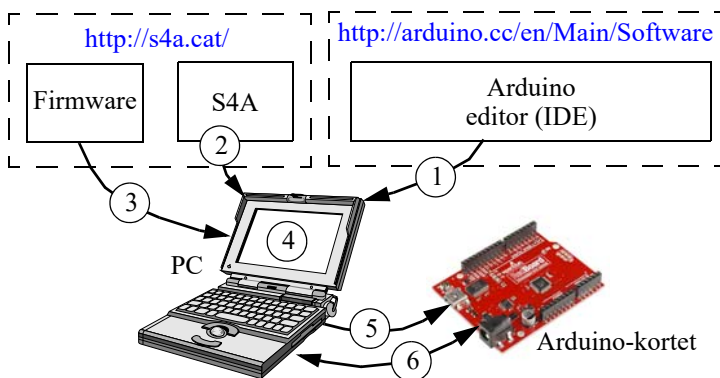 http://s4a.cat/
http://arduino.cc/en/Main/Software
Firmware
S4A
Arduino
editor (IDE)
2
1
3
4
PC
5
6
Arduino-kortet